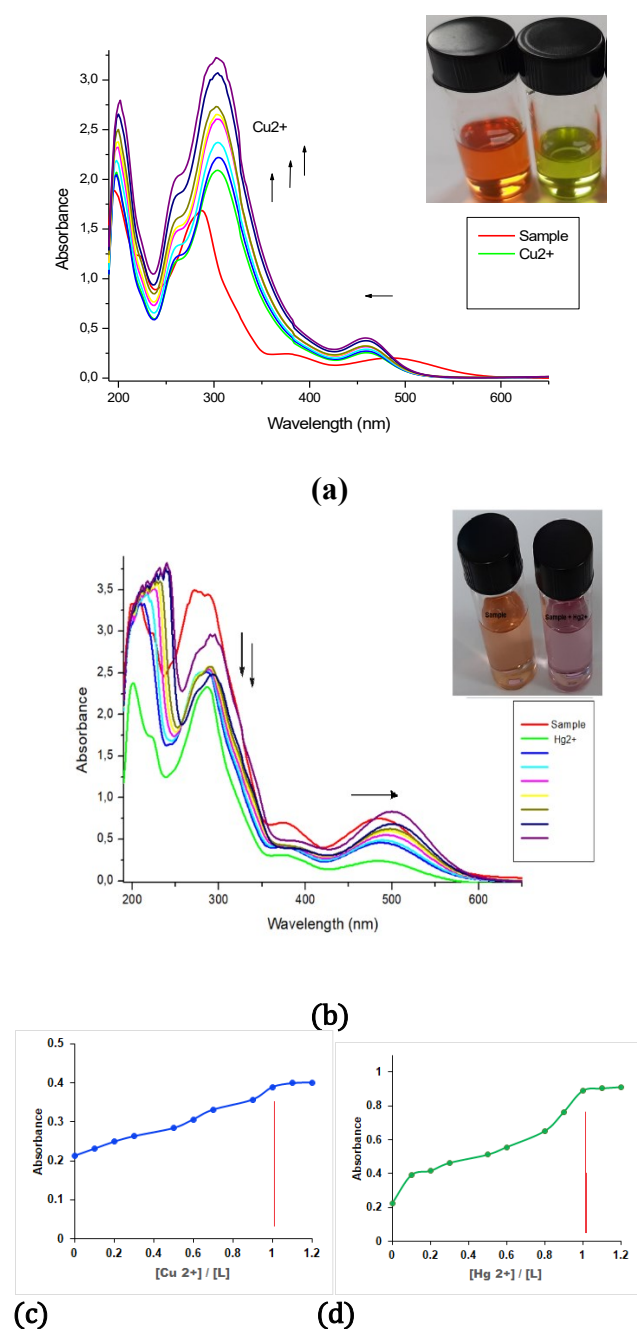 3,0
2,5
2,0
1,5
1,0
0,5
0,0
Absorbance
Cu2+
Sample
Cu2+
200 300 400 500 600
Wavelength (nm)
(a)
3,5
3,0
2,5
2,0
1,5
1,0
0,5
0,0
Absorbance
Sample
Sample + Hg2+
Sample
Hg2+
200 300 400 500 600
Wavelength (nm)
(b)
0.5
0.4
0.3
0.2
0.1
0
Absorbance
0 0.2 0.4 0.6 0.8 1 1.2
[Cu 2+] / [L]
1
0.8
0.6
0.4
0.2
0
Absorbance
0 0.2 0.4 0.6 0.8 1 1.2
[Hg 2+] / [L]
(c) (d)